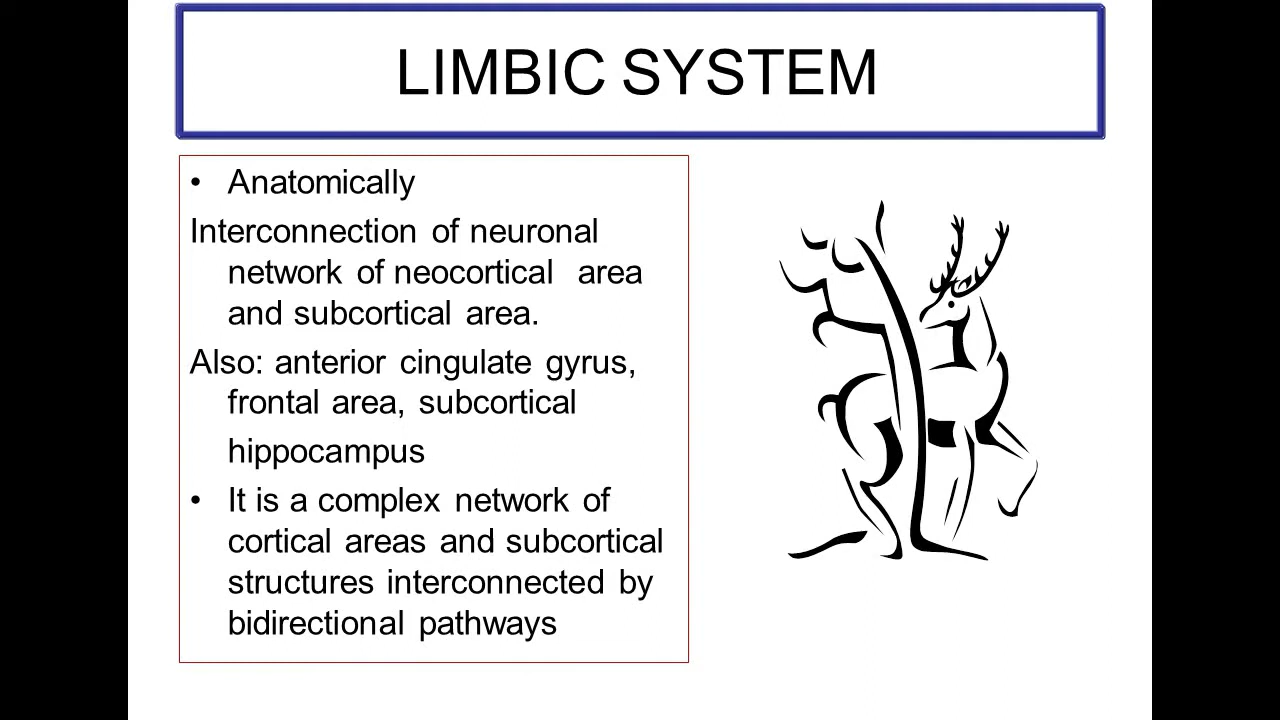 LIMBIC SYSTEM
• Anatomically
Interconnection of neuronal
network of neocortical area
and subcortical area.
Also: anterior cingulate gyrus,
frontal area, subcortical
hippocampus
• It is a complex network of
cortical areas and subcortical
structures interconnected by
bidirectional pathways